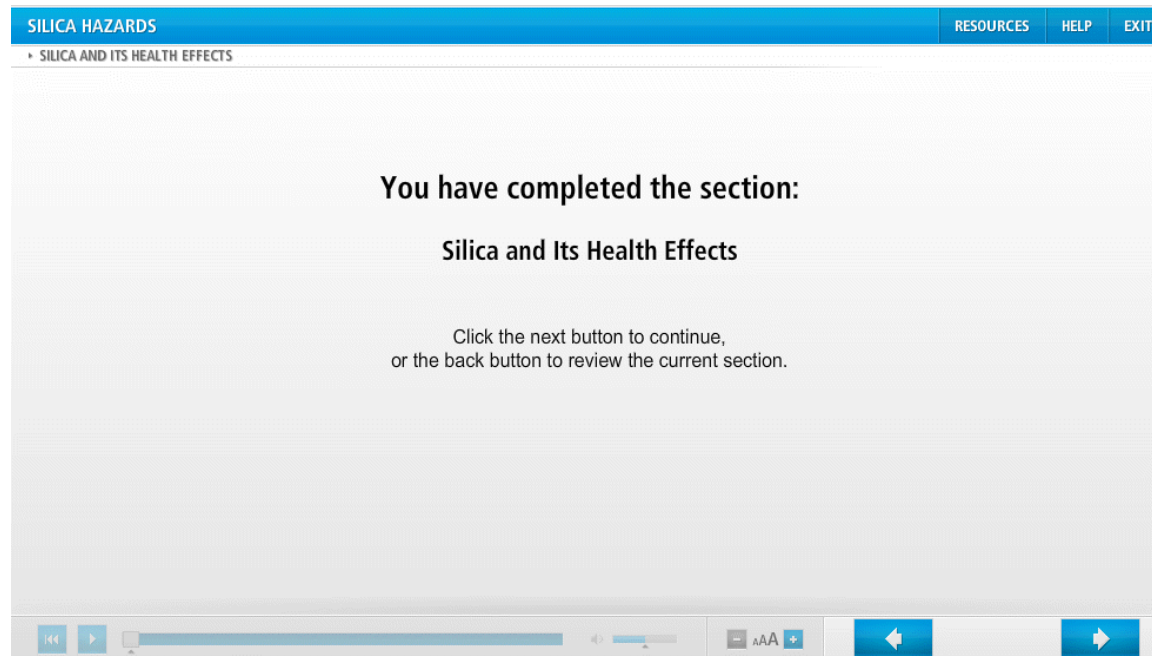 SILICA HAZARDS
RESOURCES
HELP
EXIT
SILICA AND ITS HEALTH EFFECTS
You have completed the section:
Silica and Its Health Effects
Click the next button to continue,
or the back button to review the current section.
AAA